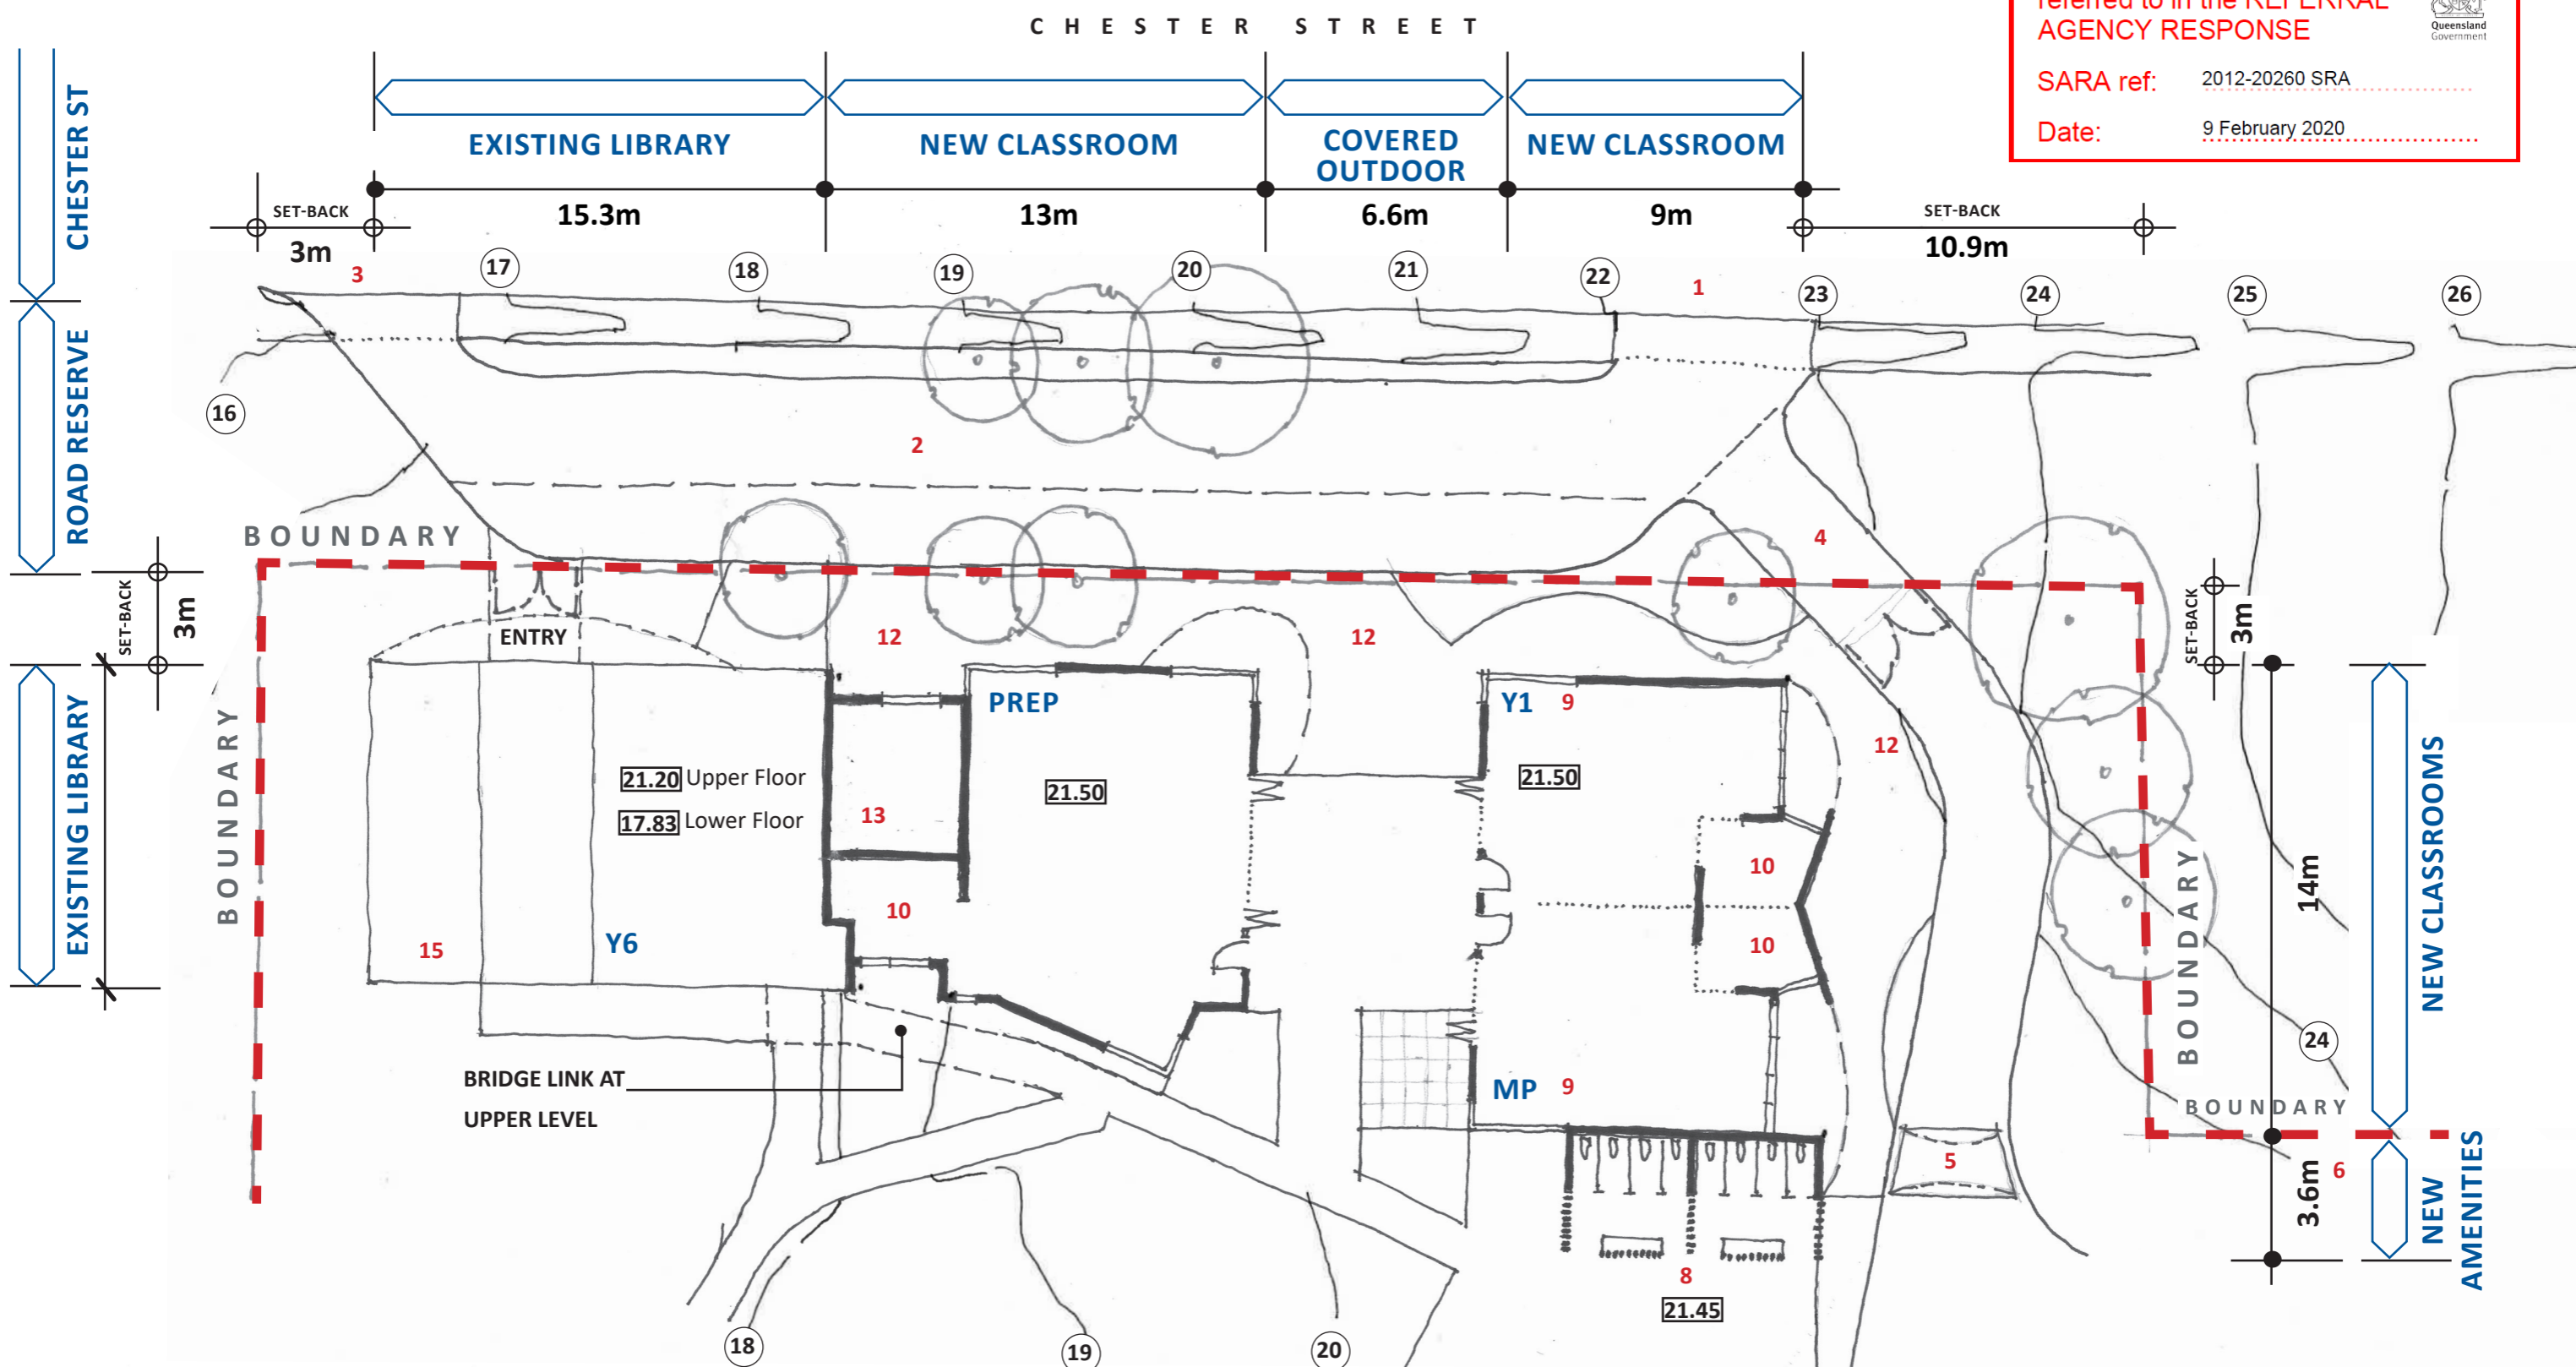 CHESTER STREET
referred to in the REFERRAL
AGENCY RESPONSE
Queensland
Government
SARA ref: 2012-20260 SRA
Date: 9 February 2020
EXISTING LIBRARY
NEW CLASSROOM
COVERED
OUTDOOR
NEW CLASSROOM
15.3m
13m
6.6m
9m
SET-BACK
3m
SET-BACK
10.9m
CHESTER ST
ROAD RESERVE
SET-BACK
3m
EXISTING LIBRARY
3
17
18
19
20
21
22
1
23
24
25
26
16
2
4
BOUNDARY
BOUNDARY
ENTRY
12
12
12
SET-BACK
3m
PREP
Y1
9
21.20 Upper Floor
17.83 Lower Floor
21.50
21.50
13
10
10
10
15
Y6
14m
NEW CLASSROOMS
BOUNDARY
24
BRIDGE LINK AT
UPPER LEVEL
MP
9
BOUNDARY
5
6
3.6m
NEW
AMENITIES
8
21.45
18
19
20